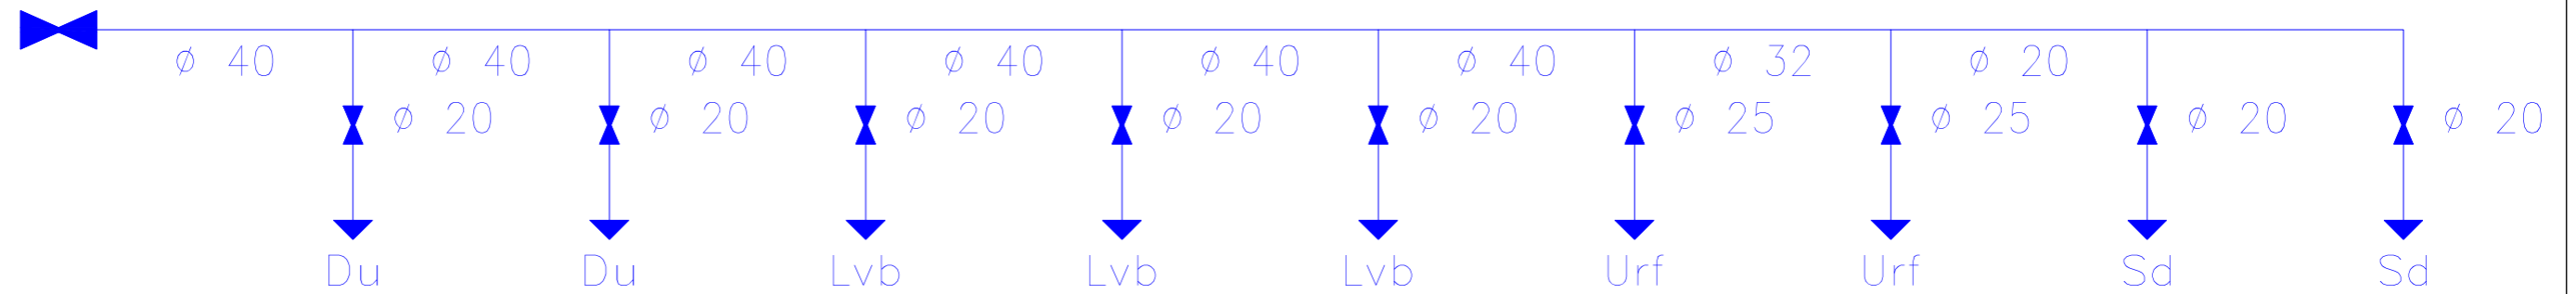 ø 40 ø 40 ø 40 ø 40 ø 40 ø 40 ø 32 ø 20
ø 20 ø 20 ø 20 ø 20 ø 20 ø 25 ø 25 ø 20 ø 20
Du Du Lvb Lvb Lvb Urf Urf Sd Sd